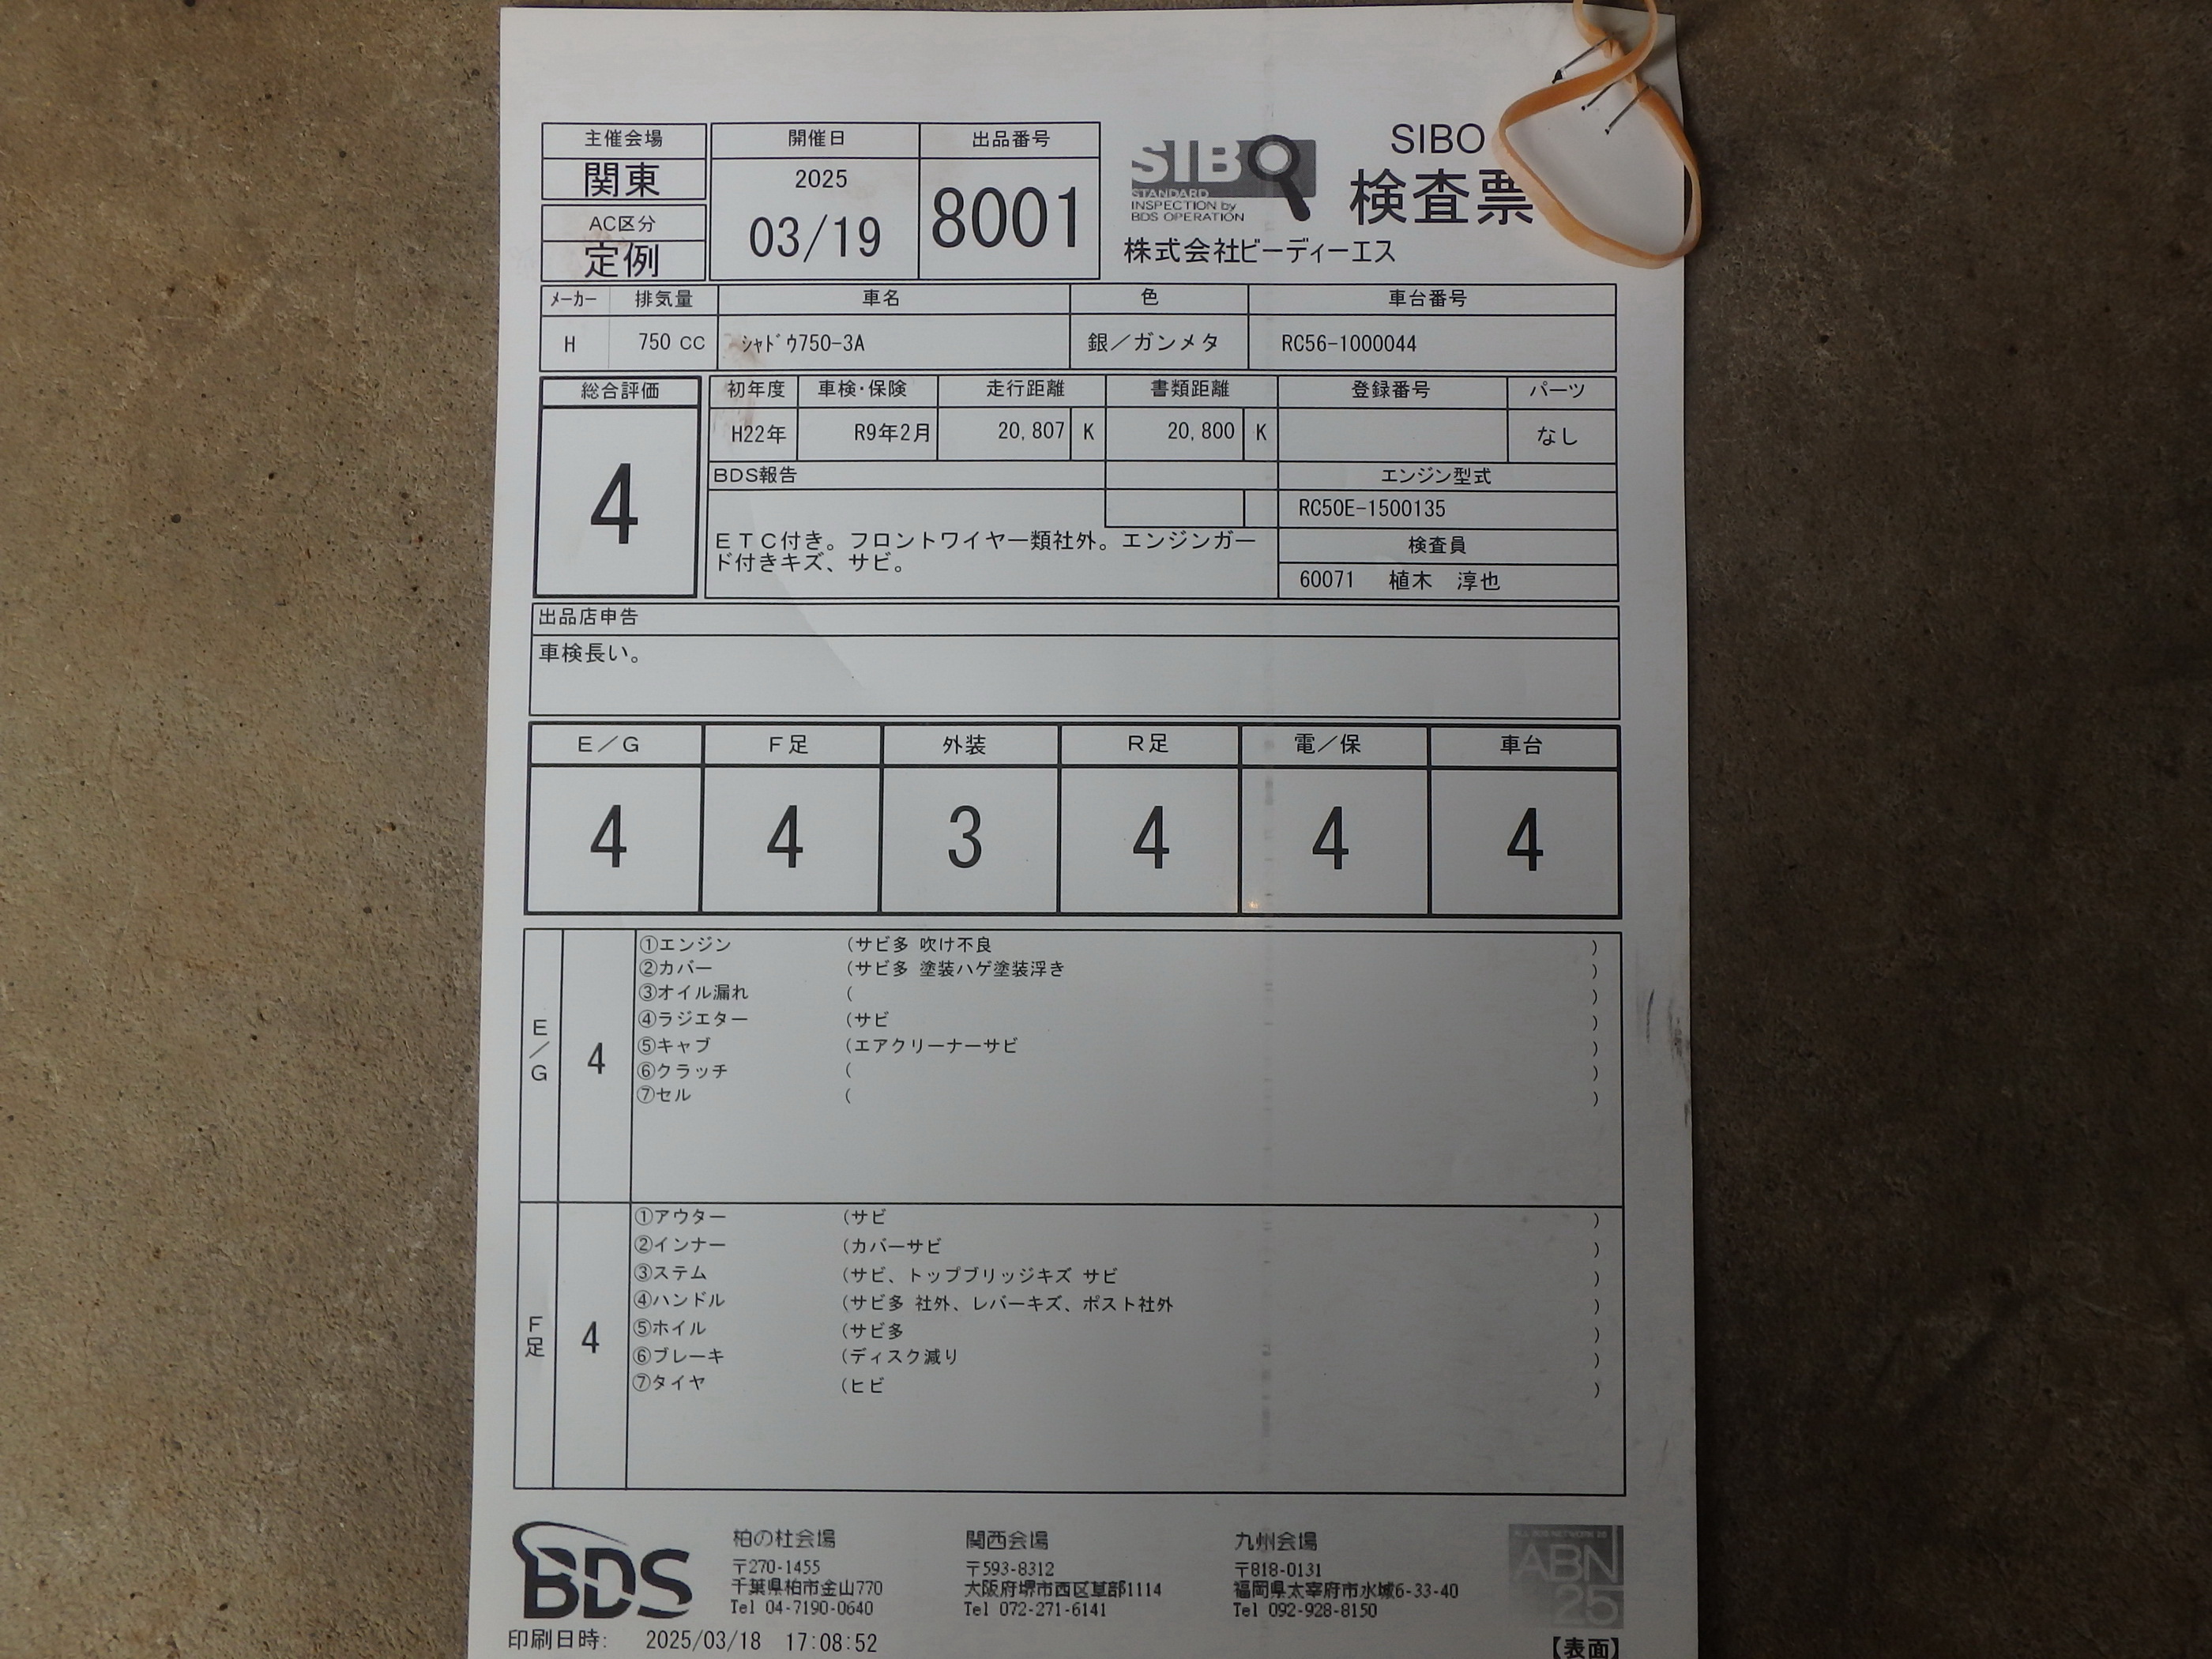 主催会場
関東
AC区分
定例
開催日
2025
03/19
出品番号
8001
SIBO
STANDARD
INSPECTION by
BDS OPERATION
SIBO
検査票
株式会社ビーディーエス
ﾒｰｶｰ 排気量 車名 色 車台番号
H 750 CC ｼｬﾄﾞｳ750-3A 銀／ガンメタ RC56-1000044
総合評価
4
初年度 車検・保険 走行距離 書類距離 登録番号 パーツ
H22年 R9年2月 20,807 K 20,800 K なし
BDS報告
ＥＴＣ付き。フロントワイヤー類社外。エンジンガー
ド付きキズ、サビ。
エンジン型式
RC50E-1500135
検査員
60071 植木 淳也
出品店申告
車検長い。
Ｅ／Ｇ Ｆ足 外装 Ｒ足 電／保 車台
4 4 3 4 4 4
E／G
4
①エンジン (サビ多 吹け不良 )
②カバー (サビ多 塗装ハゲ塗装浮き )
③オイル漏れ ( )
④ラジエター (サビ )
⑤キャブ (エアクリーナーサビ )
⑥クラッチ ( )
⑦セル ( )
F足
4
①アウター (サビ )
②インナー (カバーサビ )
③ステム (サビ、トップブリッジキズ サビ )
④ハンドル (サビ多 社外、レバーキズ、ポスト社外 )
⑤ホイル (サビ多 )
⑥ブレーキ (ディスク減り )
⑦タイヤ (ヒビ )
BDS
柏の杜会場
〒270-1455
千葉県柏市金山770
Tel 04-7190-0640
関西会場
〒593-8312
大阪府堺市西区草部1114
Tel 072-271-6141
九州会場
〒818-0131
福岡県太宰府市水城6-33-40
Tel 092-928-8150
ABN
25
印刷日時: 2025/03/18 17:08:52
【表面】